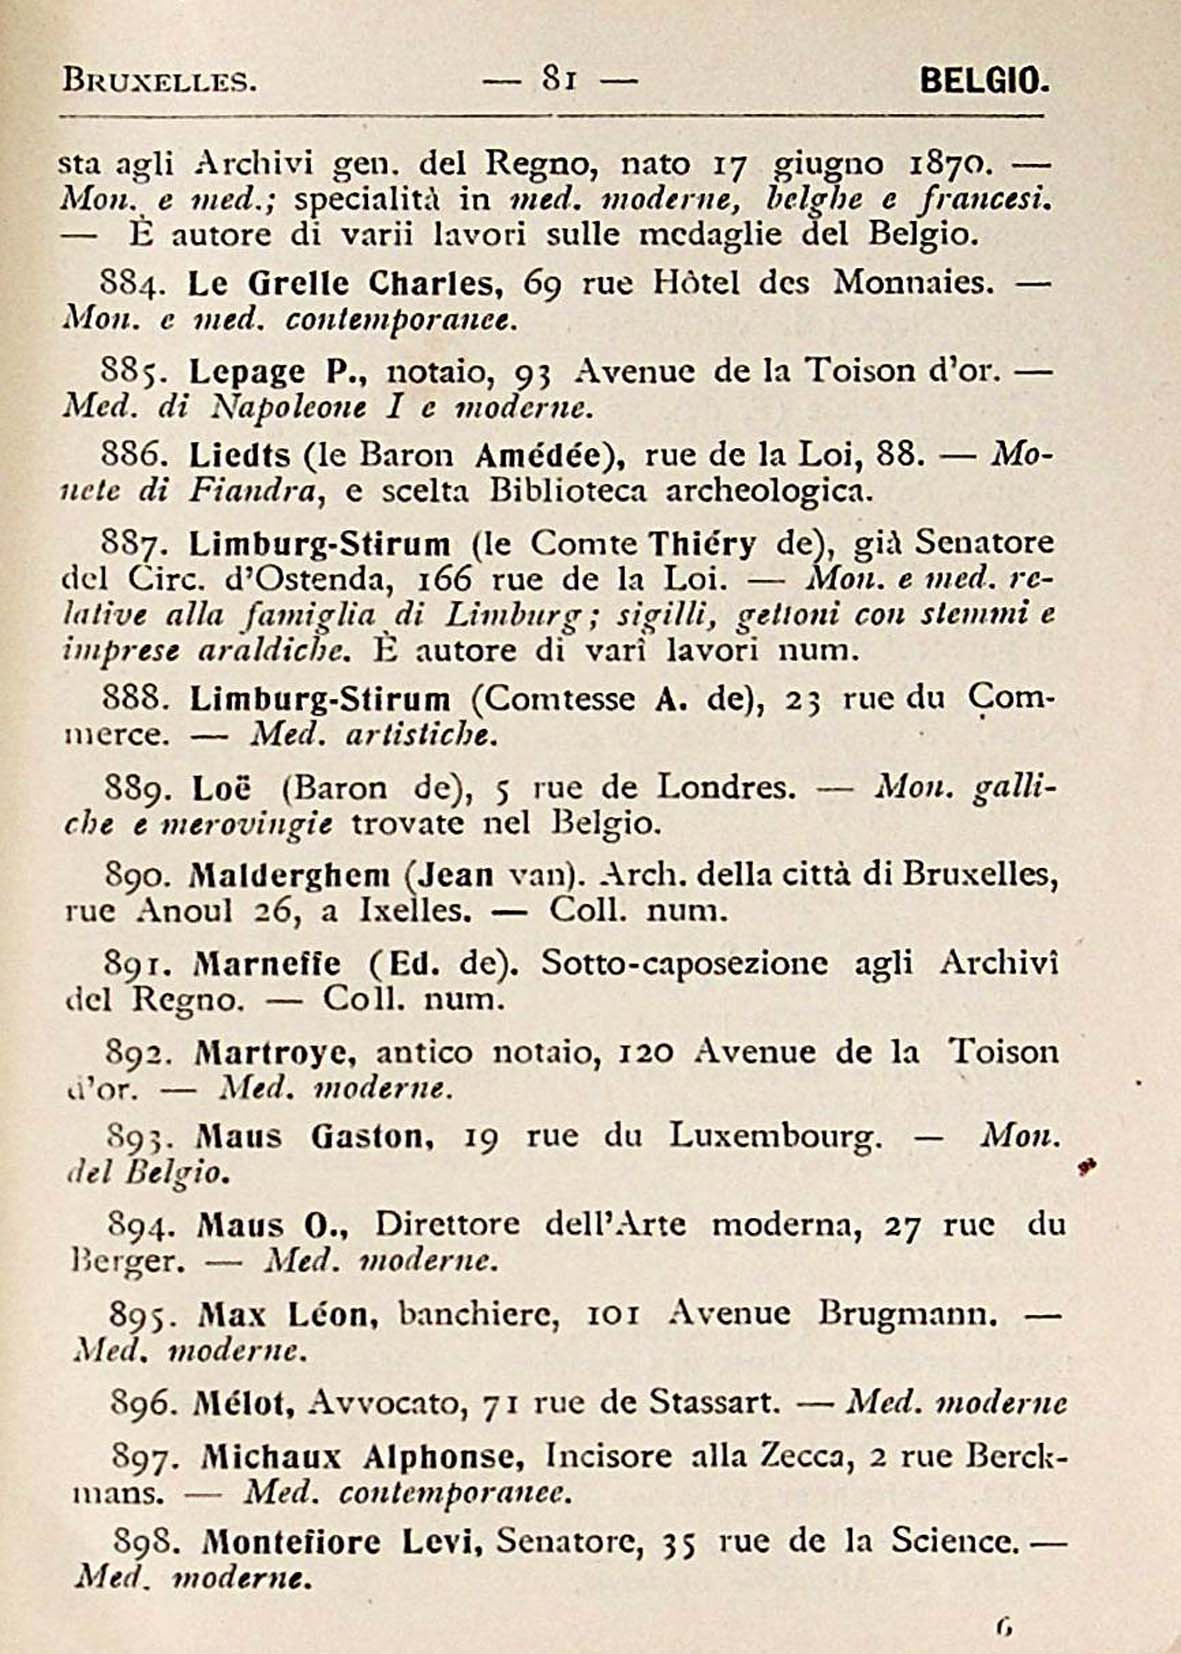 BRUXELLES. — 81 — BELGIO.
sta agli Archivi gen. del Regno, nato 17 giugno 1870. —
Mon. e med.; specialità in med. moderne, belghe e francesi.
— È autore di varii lavori sulle medaglie del Belgio.
884. Le Grelle Charles, 69 rue Hôtel des Monnaies. —
Mon. e med. contemporanee.
885. Lepage P., notaio, 93 Avenue de la Toison d'or. —
Med. di Napoleone I e moderne.
886. Liedts (le Baron Amédée), rue de la Loi, 88. — Mo-
nete di Fiandra, e scelta Biblioteca archeologica.
887. Limburg-Stirum (le Comte Thiéry de), già Senatore
del Circ. d'Ostenda, 166 rue de la Loi. — Mon. e med. re-
lative alla famiglia di Limburg; sigilli, gettoni con stemmi e
imprese araldiche. È autore di varî lavori num.
888. Limburg-Stirum (Comtesse A. de), 23 rue du Com-
merce. — Med. artistiche.
889. Loë (Baron de), 5 rue de Londres. — Mon. galli-
che e merovingie trovate nel Belgio.
890. Malderghem (Jean van). Arch. della città di Bruxelles,
rue Anoul 26, a Ixelles. — Coll. num.
891. Marneffe (Ed. de). Sotto-caposezione agli Archivî
del Regno. — Coll. num.
892. Martroye, antico notaio, 120 Avenue de la Toison
d'or. — Med. moderne.
893. Maus Gaston, 19 rue du Luxembourg. — Mon.
del Belgio.
894. Maus O., Direttore dell'Arte moderna, 27 rue du
Berger. — Med. moderne.
895. Max Léon, banchiere, 101 Avenue Brugmann. —
Med. moderne.
896. Mélot, Avvocato, 71 rue de Stassart. — Med. moderne
897. Michaux Alphonse, Incisore alla Zecca, 2 rue Berck-
mans. — Med. contemporanee.
898. Montefiore Levi, Senatore, 35 rue de la Science. —
Med. moderne.
6